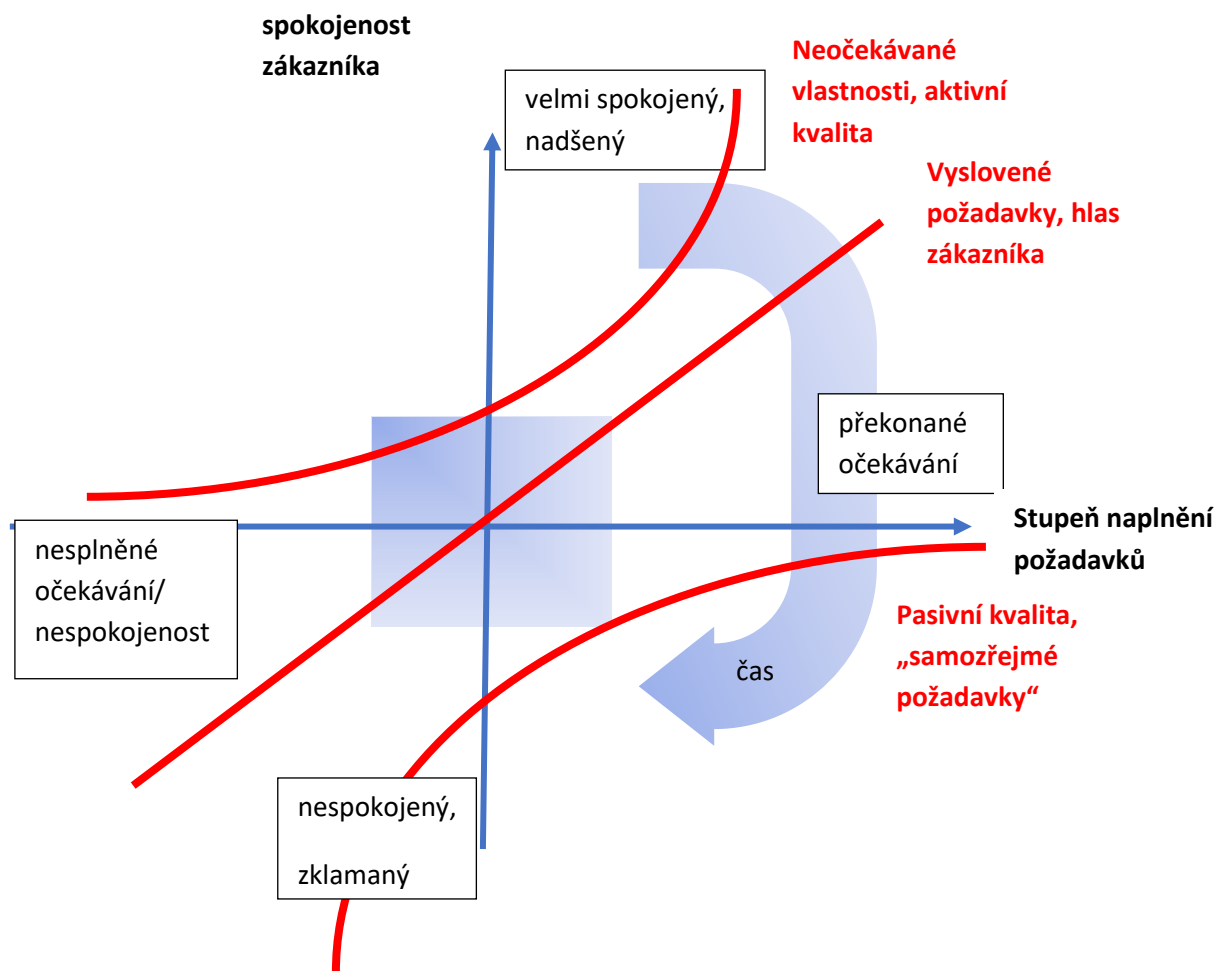 spokojenost
zákazníka
Neočekávané
vlastnosti, aktivní
kvalita
velmi spokojený,
nadšený
Vyslovené
požadavky, hlas
zákazníka
překonané
očekávání
Stupeň naplnění
požadavků
nesplněné
očekávání/
nespokojenost
Pasivní kvalita,
„samozřejmé
požadavky“
čas
nespokojený,
zklamaný